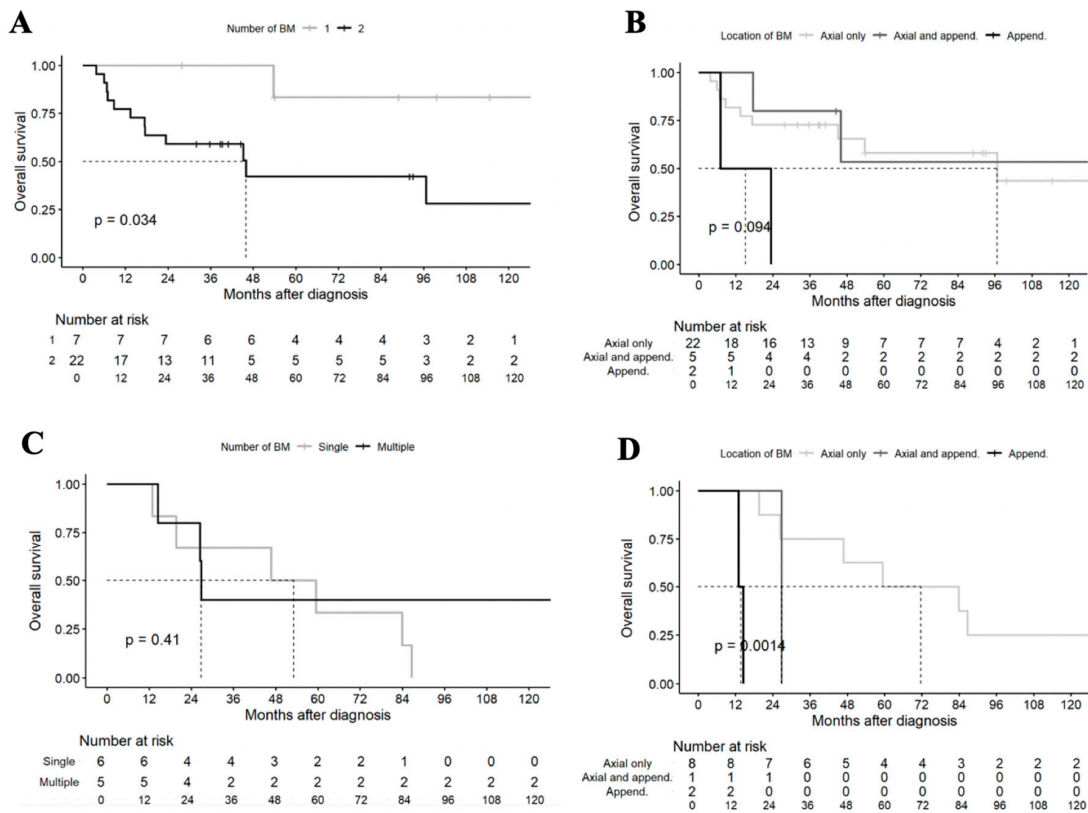 A
Number of BM 1 2
Overall survival
1.00
0.75
0.50
0.25
0.00
p = 0.034
0 12 24 36 48 60 72 84 96 108 120
Months after diagnosis
Number at risk
1 7 7 7 6 6 4 4 4 3 2 1
2 22 17 13 11 5 5 5 5 3 2 2
0 12 24 36 48 60 72 84 96 108 120
B
Location of BM Axial only Axial and append. Append.
Overall survival
1.00
0.75
0.50
0.25
0.00
p = 0.094
0 12 24 36 48 60 72 84 96 108 120
Months after diagnosis
Number at risk
Axial only 22 18 16 13 9 7 7 7 4 2 1
Axial and append. 5 5 4 4 2 2 2 2 2 2 2
Append. 2 1 0 0 0 0 0 0 0 0 0
0 12 24 36 48 60 72 84 96 108 120
C
Number of BM Single Multiple
Overall survival
1.00
0.75
0.50
0.25
0.00
p = 0.41
0 12 24 36 48 60 72 84 96 108 120
Months after diagnosis
Number at risk
Single 6 6 4 4 3 2 2 1 0 0 0
Multiple 5 5 4 2 2 2 2 2 2 2 2
0 12 24 36 48 60 72 84 96 108 120
D
Location of BM Axial only Axial and append. Append.
Overall survival
1.00
0.75
0.50
0.25
0.00
p = 0.0014
0 12 24 36 48 60 72 84 96 108 120
Months after diagnosis
Number at risk
Axial only 8 8 7 6 5 4 4 3 2 2 2
Axial and append. 1 1 1 0 0 0 0 0 0 0 0
Append. 2 2 0 0 0 0 0 0 0 0 0
0 12 24 36 48 60 72 84 96 108 120